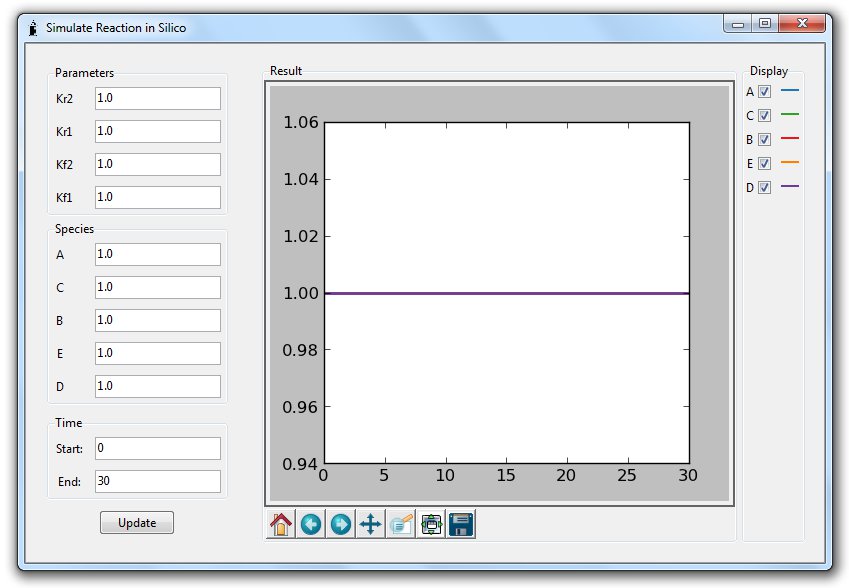 Simulate Reaction in Silico
Parameters
Kr2 1.0
Kr1 1.0
Kf2 1.0
Kf1 1.0
Species
A 1.0
C 1.0
B 1.0
E 1.0
D 1.0
Time
Start: 0
End: 30
Update
Result
1.06
1.04
1.02
1.00
0.98
0.96
0.94
0 5 10 15 20 25 30
Display
A
C
B
E
D